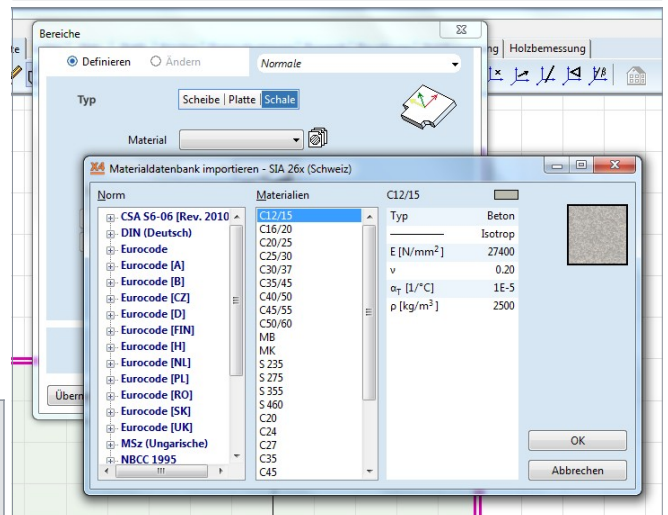 Bereiche
Definieren Ändern Normale
Holzbemessung
Typ Scheibe | Platte | Schale
Material
X4 Materialdatenbank importieren - SIA 26x (Schweiz)
Norm
CSA S6-06 [Rev. 2010
DIN (Deutsch)
Eurocode
Eurocode [A]
Eurocode [B]
Eurocode [CZ]
Eurocode [D]
Eurocode [FIN]
Eurocode [H]
Eurocode [NL]
Eurocode [PL]
Eurocode [RO]
Eurocode [SK]
Eurocode [UK]
MSz (Ungarische)
NBCC 1995
Materialien
C12/15
C16/20
C20/25
C25/30
C30/37
C35/45
C40/50
C45/55
C50/60
MB
MK
S 235
S 275
S 355
S 460
C20
C24
C27
C35
C45
C12/15
Typ Beton
Isotrop
E [N/mm²] 27400
ν 0.20
αT [1/°C] 1E-5
ρ [kg/m³] 2500
OK
Abbrechen
Übern